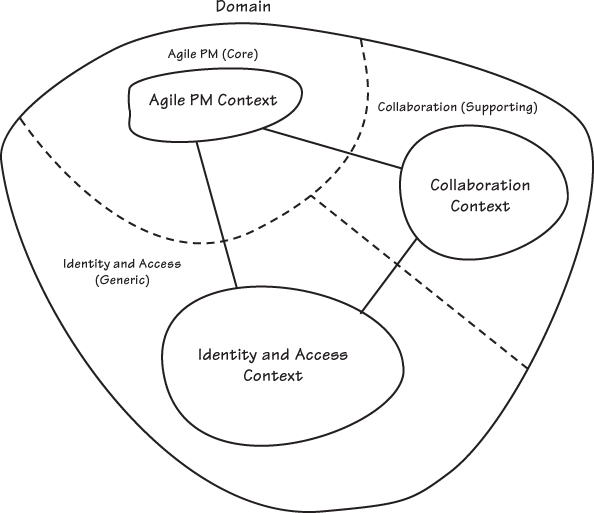 Domain
Agile PM (Core)
Agile PM Context
Collaboration (Supporting)
Collaboration
Context
Identity and Access
(Generic)
Identity and Access
Context